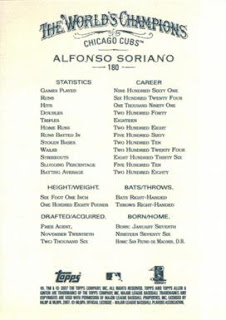 THE WORLD'S CHAMPIONS
CHICAGO CUBS™
ALFONSO SORIANO
180
STATISTICS CAREER
GAMES PLAYED NINE HUNDRED SIXTY ONE
RUNS SIX HUNDRED TWENTY FOUR
HITS ONE THOUSAND NINETY ONE
DOUBLES TWO HUNDRED FORTY
TRIPLES EIGHTEEN
HOME RUNS TWO HUNDRED EIGHT
RUNS BATTED IN FIVE HUNDRED SIXTY
STOLEN BASES TWO HUNDRED TEN
WALKS TWO HUNDRED TWENTY FOUR
STRIKEOUTS EIGHT HUNDRED THIRTY SIX
SLUGGING PERCENTAGE FIVE HUNDRED TEN
BATTING AVERAGE TWO HUNDRED EIGHTY
HEIGHT/WEIGHT. BATS/THROWS.
SIX FOOT ONE INCH BATS RIGHT-HANDED
ONE HUNDRED EIGHTY POUNDS THROWS RIGHT-HANDED
DRAFTED/ACQUIRED. BORN/HOME.
FREE AGENT, BORN: JANUARY SEVENTH
NOVEMBER TWENTIETH NINETEEN SEVENTY SIX
TWO THOUSAND SIX HOME: SAN PEDRO DE MACORIS, D.R.
Topps